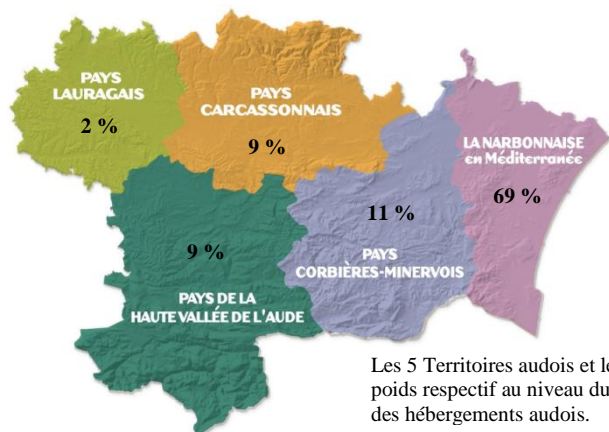 PAYS
LAURAGAIS
2 %
PAYS
CARCASSONNAIS
9 %
LA NARBONNAISE
en Méditerranée
69 %
11 %
PAYS
CORBIÈRES-MINERVOIS
9 %
PAYS DE LA
HAUTE VALLÉE DE L'AUDE
Les 5 Territoires audois et le
poids respectif au niveau du
des hébergements audois.